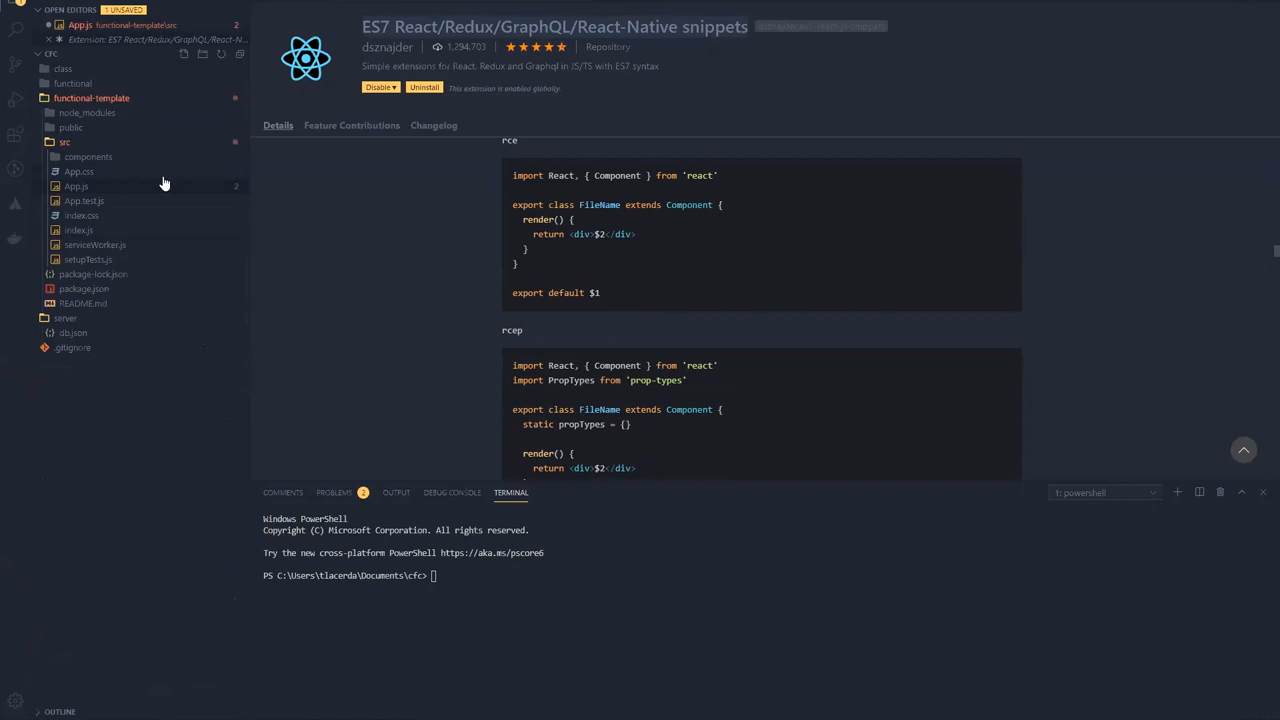 OPEN EDITORS 1 UNSAVED
App.js functional-template\src 2
Extension: ES7 React/Redux/GraphQL/React-N...
CFC
class
functional
functional-template
node_modules
public
src
components
App.css
App.js 2
App.test.js
index.css
index.js
serviceWorker.js
setupTests.js
package-lock.json
package.json
README.md
server
db.json
.gitignore
OUTLINE
ES7 React/Redux/GraphQL/React-Native snippets dsznajder.es7-react-js-snippets
dsznajder 1,294,703 Repository
Simple extensions for React, Redux and Graphql in JS/TS with ES7 syntax
Disable Uninstall This extension is enabled globally.
Details Feature Contributions Changelog
rce
import React, { Component } from 'react'
export class FileName extends Component {
render() {
return <div>$2</div>
}
}
export default $1
rcep
import React, { Component } from 'react'
import PropTypes from 'prop-types'
export class FileName extends Component {
static propTypes = {}
render() {
return <div>$2</div>
COMMENTS PROBLEMS 2 OUTPUT DEBUG CONSOLE TERMINAL 1: powershell
Windows PowerShell
Copyright (C) Microsoft Corporation. All rights reserved.
Try the new cross-platform PowerShell https://aka.ms/pscore6
PS C:\Users\tlacerda\Documents\cfc>